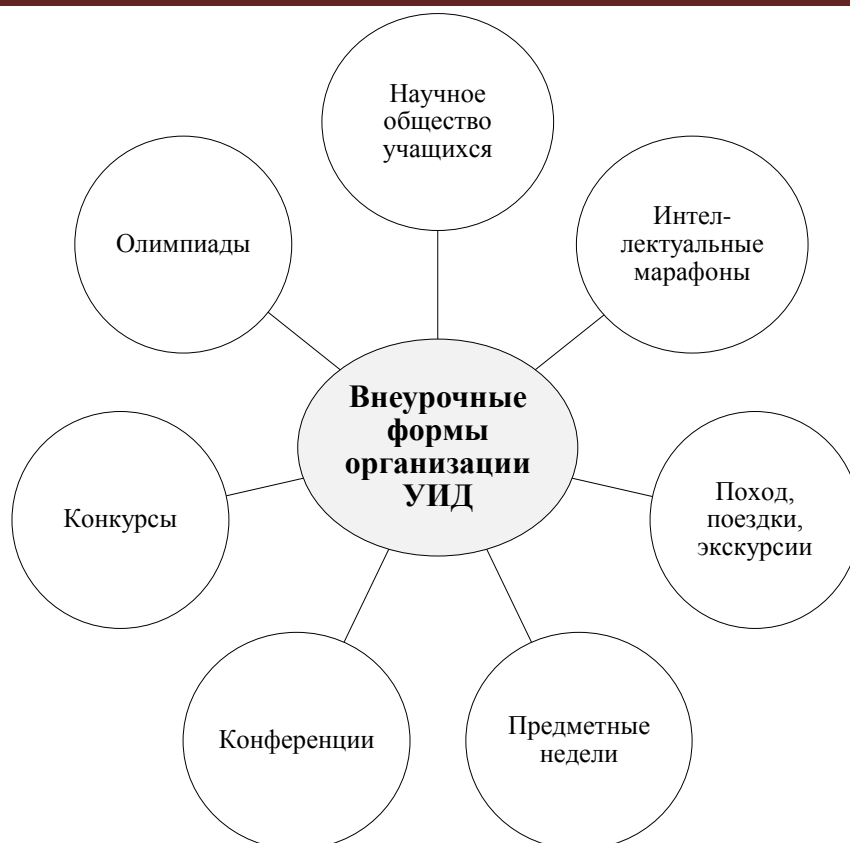 Научное
общество
учащихся
Интел-
лектуальные
марафоны
Поход,
поездки,
экскурсии
Предметные
недели
Конференции
Конкурсы
Олимпиады
Внеурочные
формы
организации
УИД